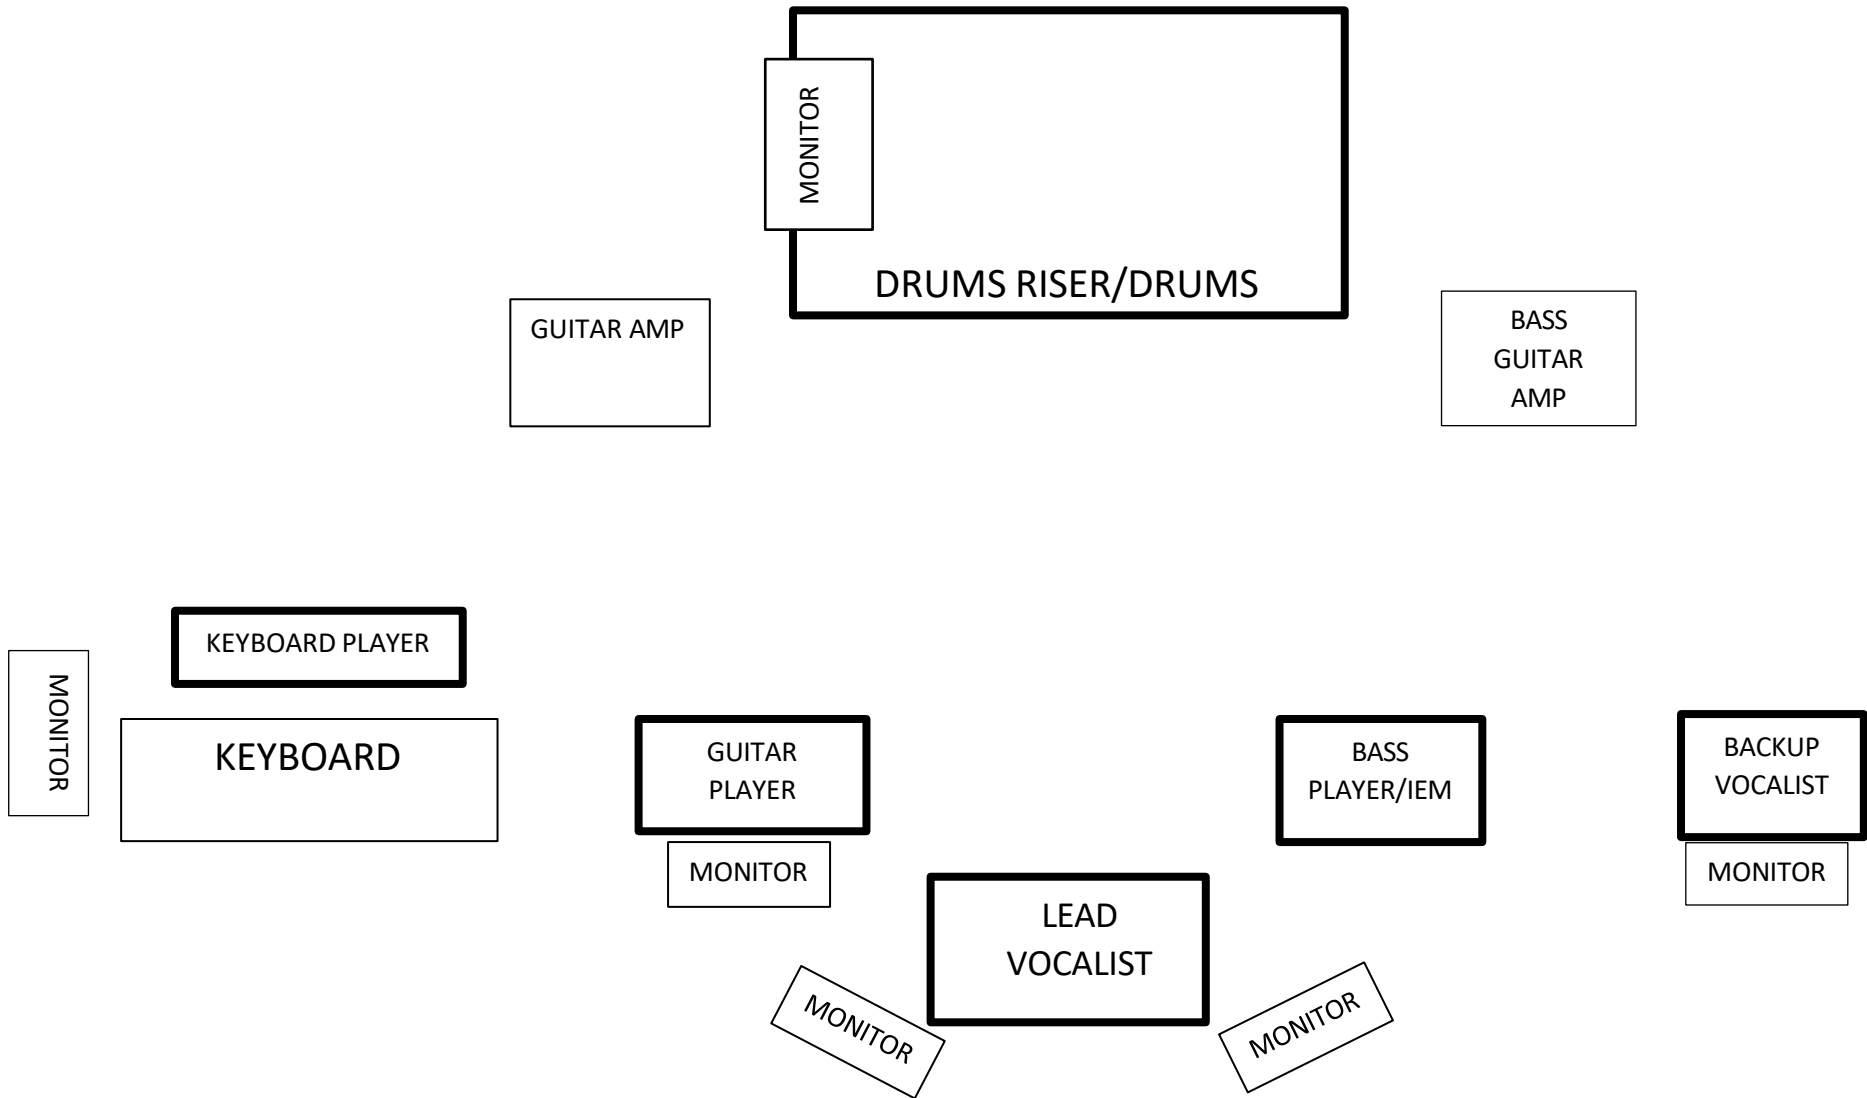 MONITOR
DRUMS RISER/DRUMS
GUITAR AMP
BASS
GUITAR
AMP
KEYBOARD PLAYER
MONITOR
KEYBOARD
GUITAR
PLAYER
MONITOR
BASS
PLAYER/IEM
BACKUP
VOCALIST
MONITOR
LEAD
VOCALIST
MONITOR
MONITOR